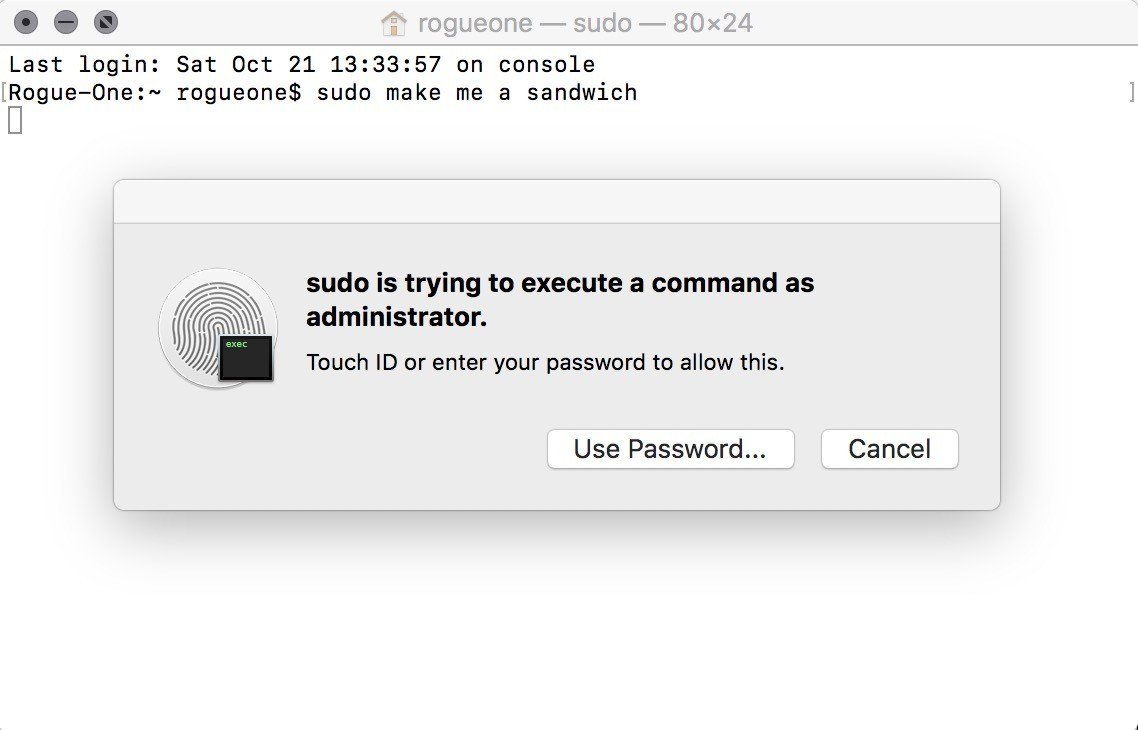 rogueone — sudo — 80×24
Last login: Sat Oct 21 13:33:57 on console
[Rogue-One:~ rogueone$ sudo make me a sandwich ]
exec
sudo is trying to execute a command as
administrator.
Touch ID or enter your password to allow this.
Use Password... Cancel